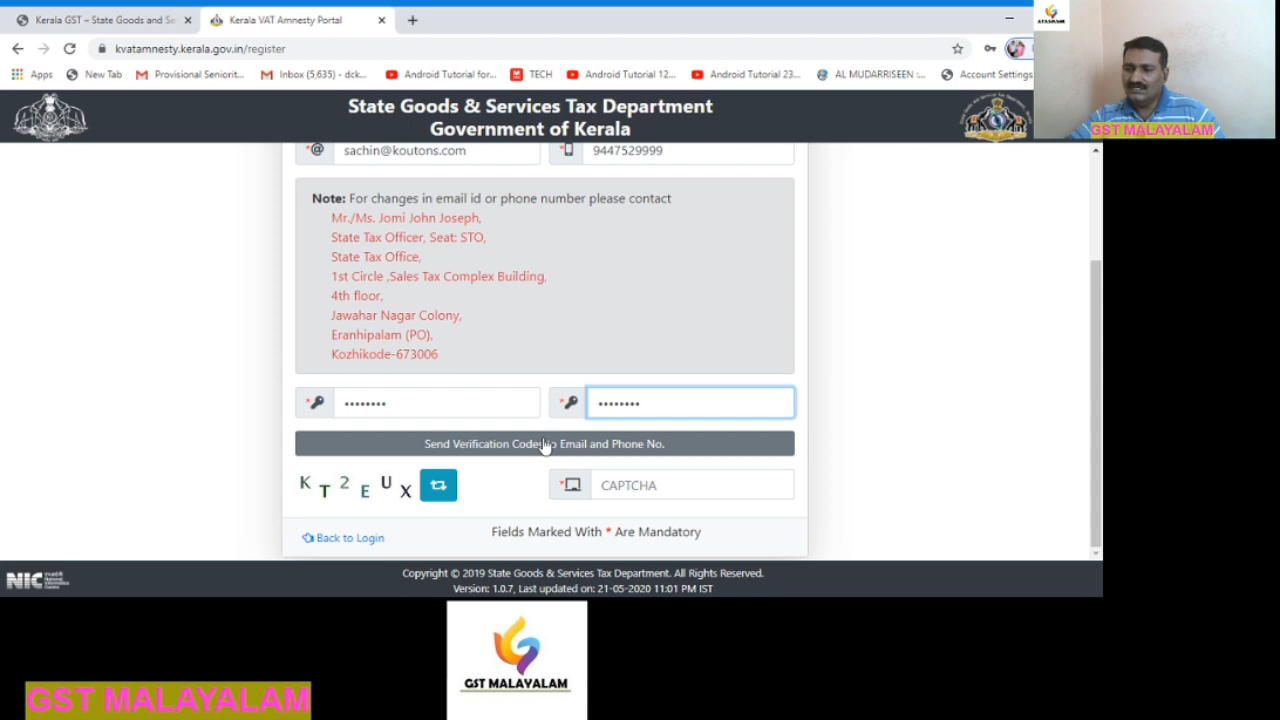 Kerala GST – State Goods and Se
Kerala VAT Amnesty Portal
kvatamnesty.kerala.gov.in/register
Apps
New Tab
Provisional Seniorit...
Inbox (5,635) - dck...
Android Tutorial for...
TECH
Android Tutorial 12...
Android Tutorial 23...
AL MUDARRISEEN :...
Account Settings
GST MALAYALAM
State Goods & Services Tax Department
Government of Kerala
* @ sachin@koutons.com
* 9447529999
Note: For changes in email id or phone number please contact
Mr./Ms. Jomi John Joseph,
State Tax Officer, Seat: STO,
State Tax Office,
1st Circle ,Sales Tax Complex Building,
4th floor,
Jawahar Nagar Colony,
Eranhipalam (PO),
Kozhikode-673006
* ••••••••
* ••••••••
Send Verification Code to Email and Phone No.
K T 2 E U X
* CAPTCHA
Back to Login
Fields Marked With * Are Mandatory
NIC
National
Informatics
Centre
Copyright © 2019 State Goods & Services Tax Department. All Rights Reserved.
Version: 1.0.7, Last updated on: 21-05-2020 11:01 PM IST
GST MALAYALAM
GST MALAYALAM